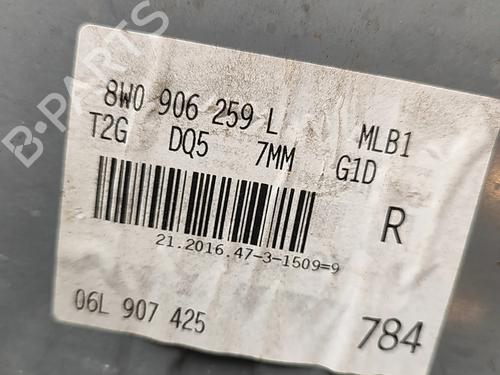 B-PARTS
8W0 906 259 L MLB1
T2G DQ5 7MM G1D
R
21.2016.47-3-1509=9
06L 907 425 784